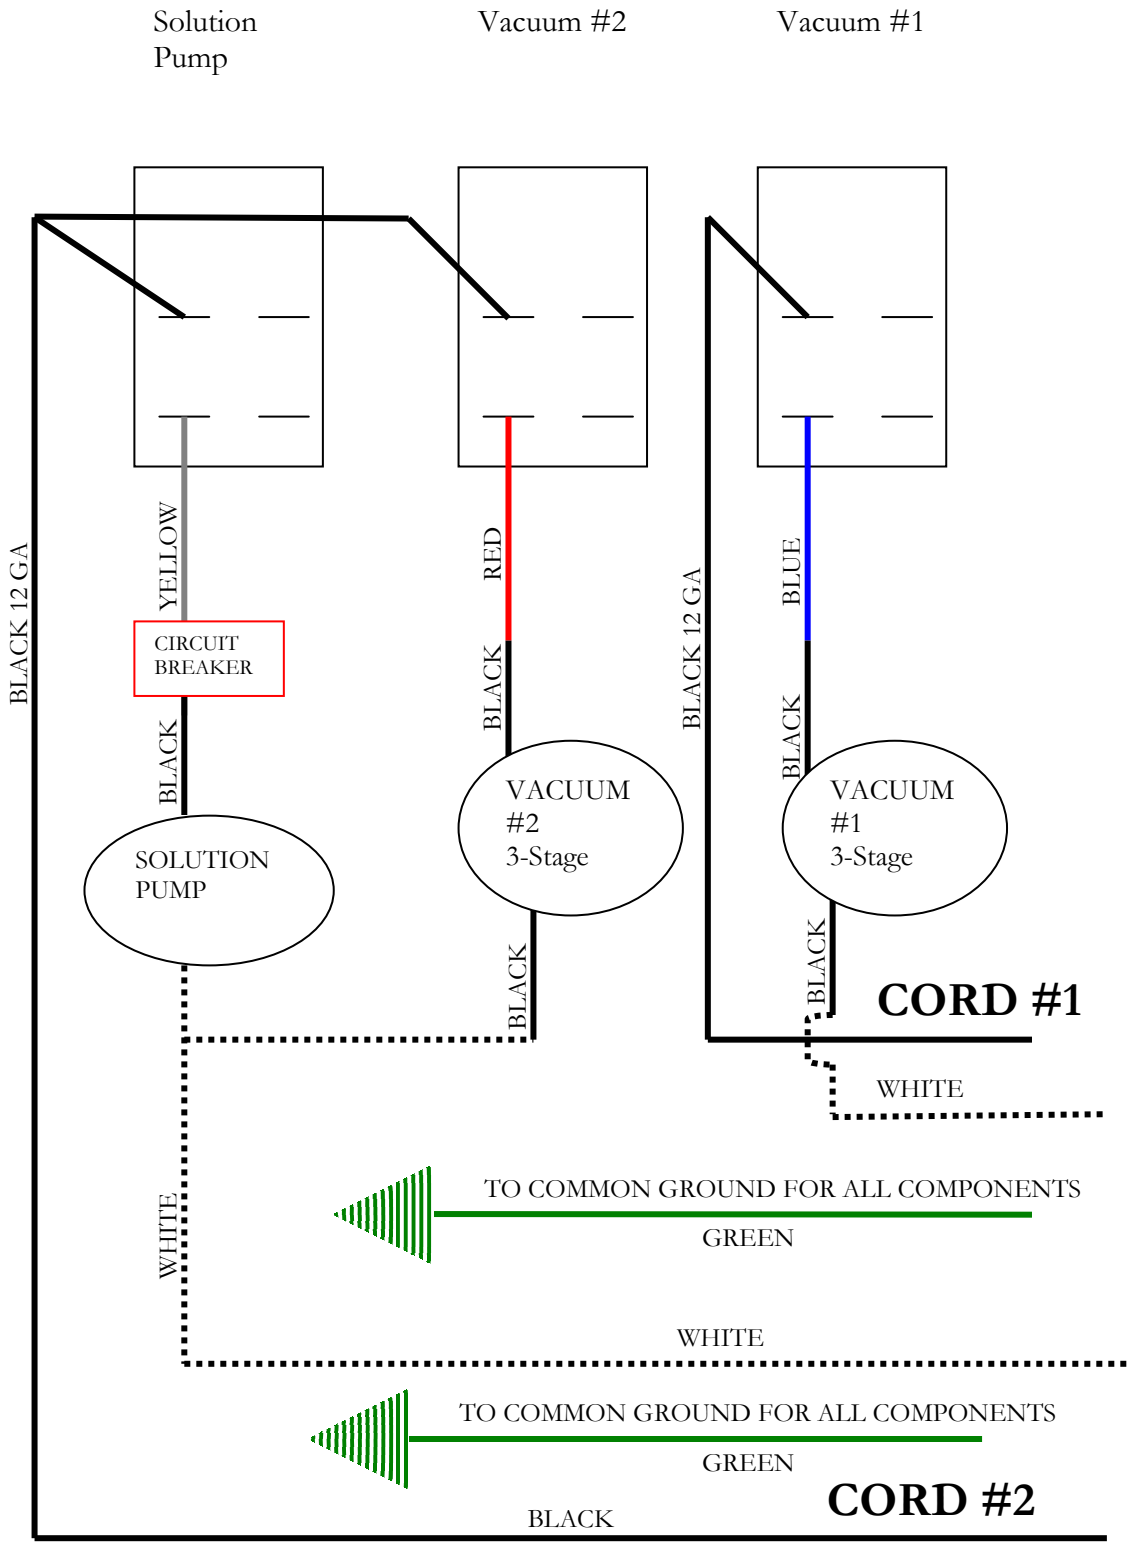 Solution
Pump
Vacuum #2
Vacuum #1
YELLOW
RED
BLUE
BLACK 12 GA
BLACK 12 GA
CIRCUIT
BREAKER
BLACK
BLACK
BLACK
VACUUM
#2
3-Stage
VACUUM
#1
3-Stage
SOLUTION
PUMP
BLACK
BLACK
CORD #1
WHITE
TO COMMON GROUND FOR ALL COMPONENTS
GREEN
WHITE
WHITE
TO COMMON GROUND FOR ALL COMPONENTS
GREEN
CORD #2
BLACK